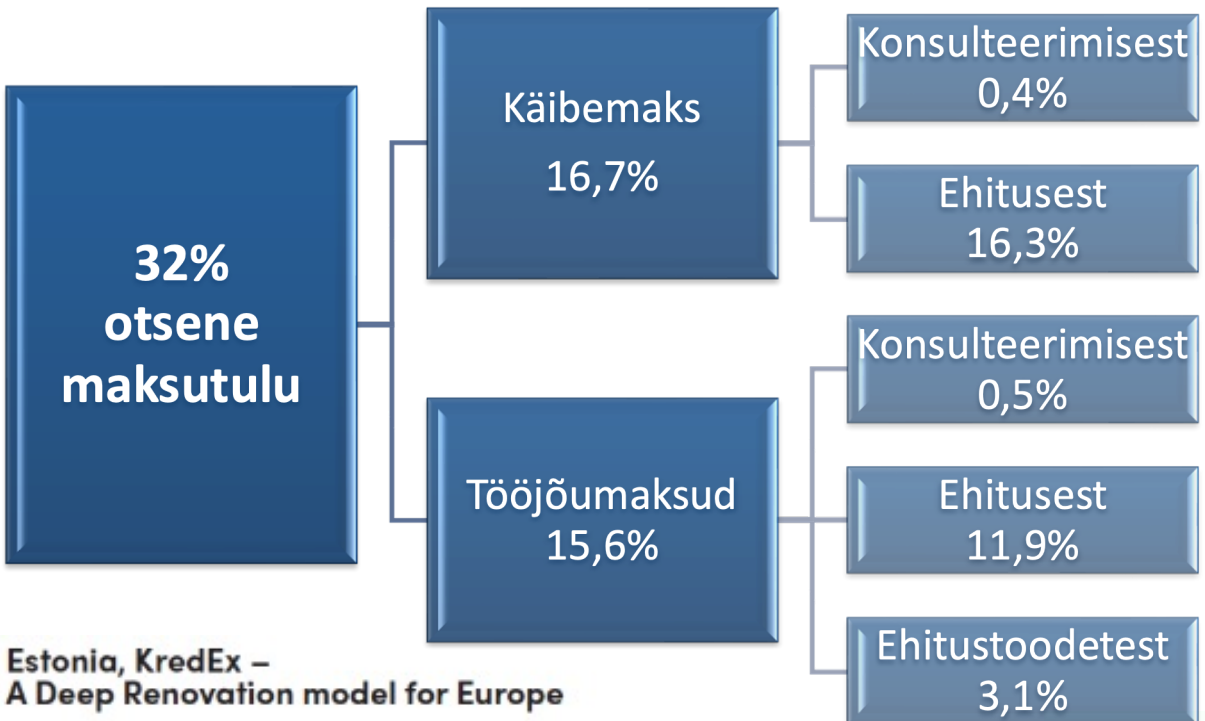 32%
otsene
maksutulu
Käibemaks
16,7%
Konsulteerimisest
0,4%
Ehitusest
16,3%
Tööjõumaksud
15,6%
Konsulteerimisest
0,5%
Ehitusest
11,9%
Ehitustoodetest
3,1%
Estonia, KredEx –
A Deep Renovation model for Europe